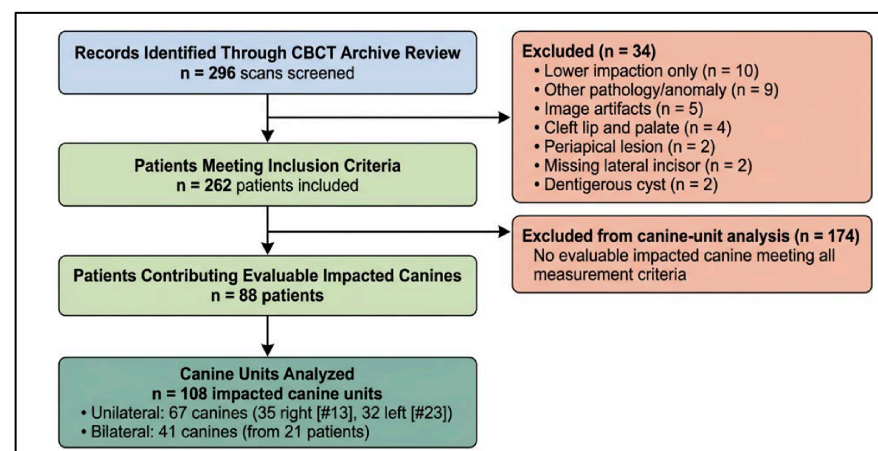 Records Identified Through CBCT Archive Review
n = 296 scans screened
Excluded (n = 34)
• Lower impaction only (n = 10)
• Other pathology/anomaly (n = 9)
• Image artifacts (n = 5)
• Cleft lip and palate (n = 4)
• Periapical lesion (n = 2)
• Missing lateral incisor (n = 2)
• Dentigerous cyst (n = 2)
Patients Meeting Inclusion Criteria
n = 262 patients included
Excluded from canine-unit analysis (n = 174)
No evaluable impacted canine meeting all
measurement criteria
Patients Contributing Evaluable Impacted Canines
n = 88 patients
Canine Units Analyzed
n = 108 impacted canine units
• Unilateral: 67 canines (35 right [#13], 32 left [#23])
• Bilateral: 41 canines (from 21 patients)